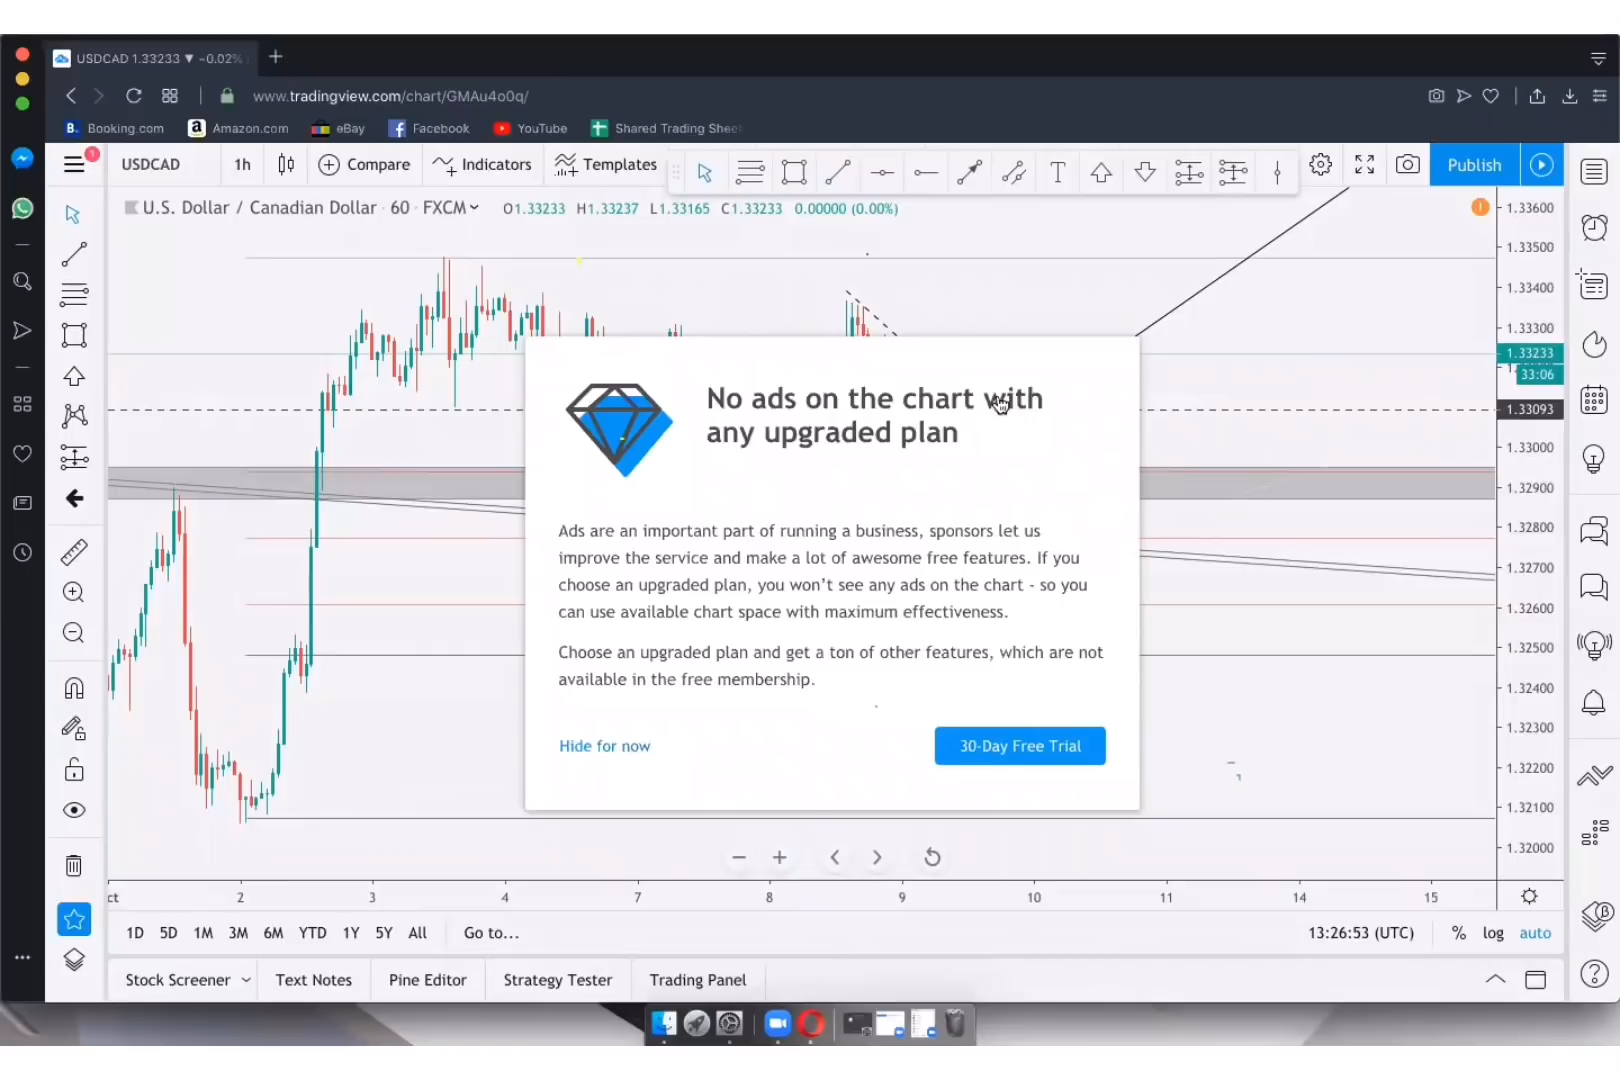 USDCAD 1.33233 ▼ −0.02%
www.tradingview.com/chart/GMAu4o0q/
B. Booking.com
a Amazon.com
eBay
Facebook
YouTube
Shared Trading Shee
1
USDCAD
1h
Compare
Indicators
Templates
T
Publish
U.S. Dollar / Canadian Dollar · 60 · FXCM
O1.33233 H1.33237 L1.33165 C1.33233 0.00000 (0.00%)
1.33600
1.33500
1.33400
1.33300
1.33233
33:06
1.33093
1.33000
1.32900
1.32800
1.32700
1.32600
1.32500
1.32400
1.32300
1.32200
1.32100
1.32000
No ads on the chart with
any upgraded plan
Ads are an important part of running a business, sponsors let us
improve the service and make a lot of awesome free features. If you
choose an upgraded plan, you won't see any ads on the chart - so you
can use available chart space with maximum effectiveness.
Choose an upgraded plan and get a ton of other features, which are not
available in the free membership.
Hide for now
30-Day Free Trial
ct 2 3 4 7 8 9 10 11 14 15
1D 5D 1M 3M 6M YTD 1Y 5Y All Go to...
13:26:53 (UTC) % log auto
Stock Screener
Text Notes
Pine Editor
Strategy Tester
Trading Panel